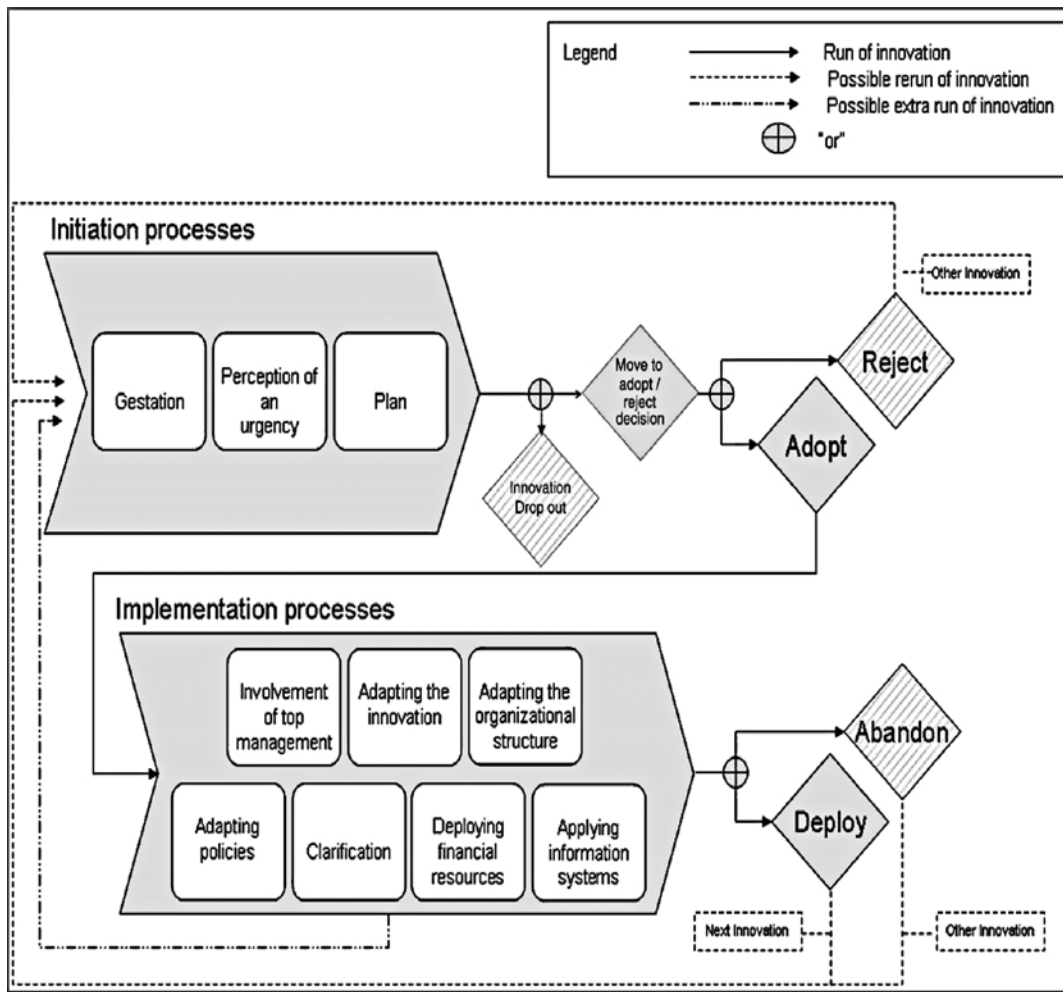 Legend
Run of innovation
Possible rerun of innovation
Possible extra run of innovation
"or"
Initiation processes
Other Innovation
Gestation
Perception of
an
urgency
Plan
Move to
adopt /
reject
decision
Reject
Adopt
Innovation
Drop out
Implementation processes
Involvement
of top
management
Adapting the
innovation
Adapting the
organizational
structure
Abandon
Adapting
policies
Clarification
Deploying
financial
resources
Applying
information
systems
Deploy
Next Innovation
Other Innovation